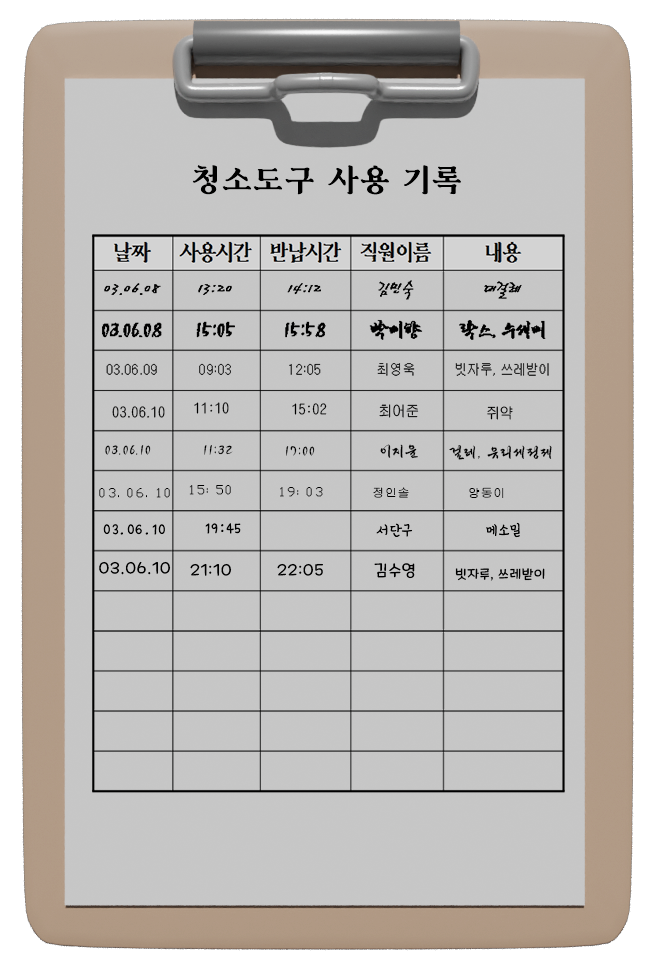 청소도구 사용 기록
날짜 사용시간 반납시간 직원이름 내용
03.06.08 13:20 14:12 김민숙 대걸레
03.06.08 15:05 15:58 박미향 락스, 수세미
03.06.09 09:03 12:05 최영욱 빗자루, 쓰레받이
03.06.10 11:10 15:02 최어준 쥐약
03.06.10 11:32 17:00 이지윤 걸레, 유리세정제
03. 06. 10 15: 50 19: 03 정인솔 양동이
03.06.10 19:45 서단구 메소밀
03.06.10 21:10 22:05 김수영 빗자루, 쓰레받이